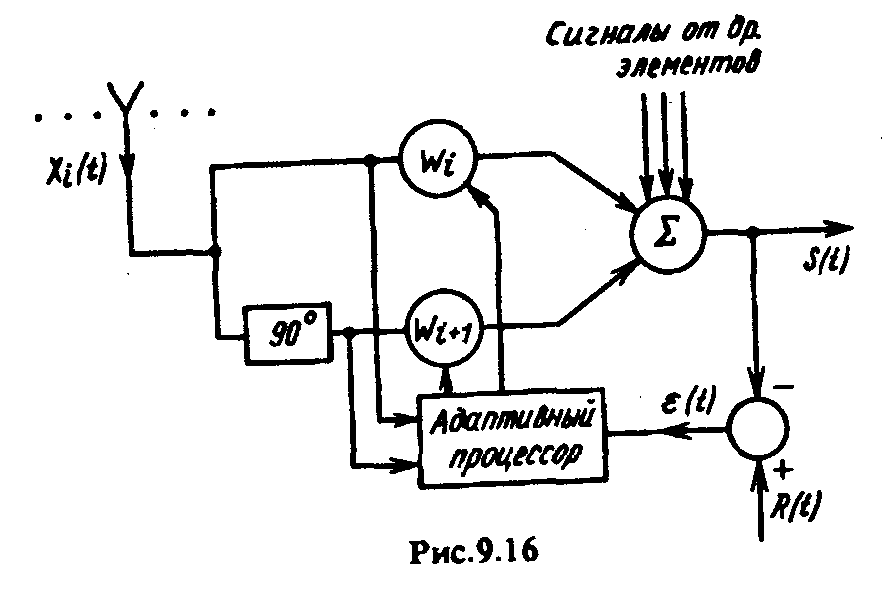 Сигналы от др.
элементов
Xi(t)
Wi
Σ
S(t)
90°
Wi+1
Адаптивный
процессор
ε(t)
−
+
R(t)
Рис.9.16